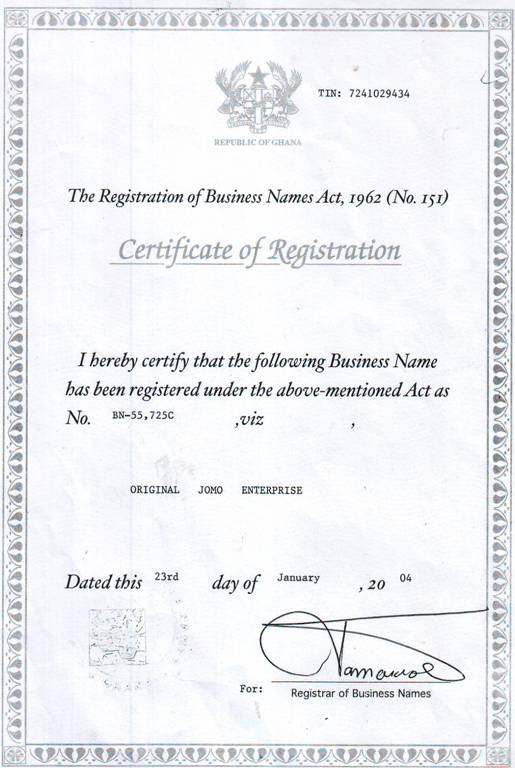 TIN: 7241029434
REPUBLIC OF GHANA
The Registration of Business Names Act, 1962 (No. 151)
Certificate of Registration
I hereby certify that the following Business Name
has been registered under the above-mentioned Act as
No. BN-55,725C ,viz ,
ORIGINAL JOMO ENTERPRISE
Dated this 23rd day of January , 20 04
For: Registrar of Business Names